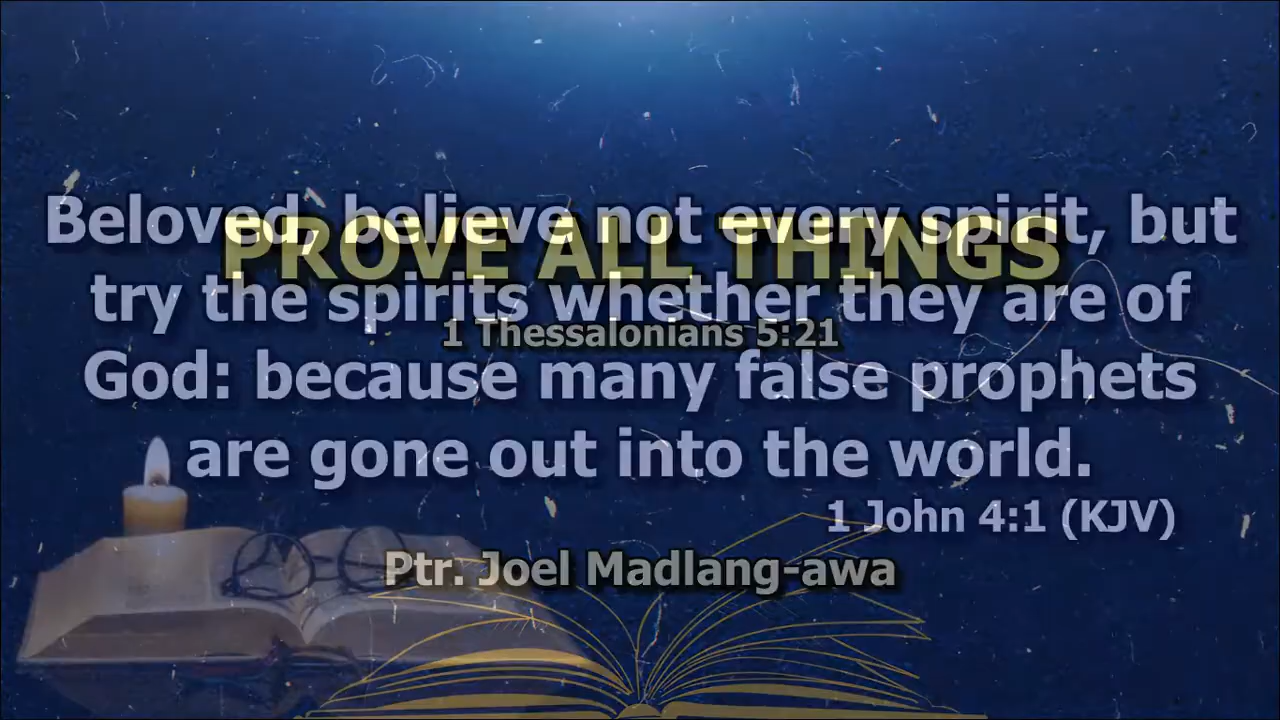 Beloved, believe not every spirit, but
PROVE ALL THINGS
try the spirits whether they are of
1 Thessalonians 5:21
God: because many false prophets
are gone out into the world.
1 John 4:1 (KJV)
Ptr. Joel Madlang-awa